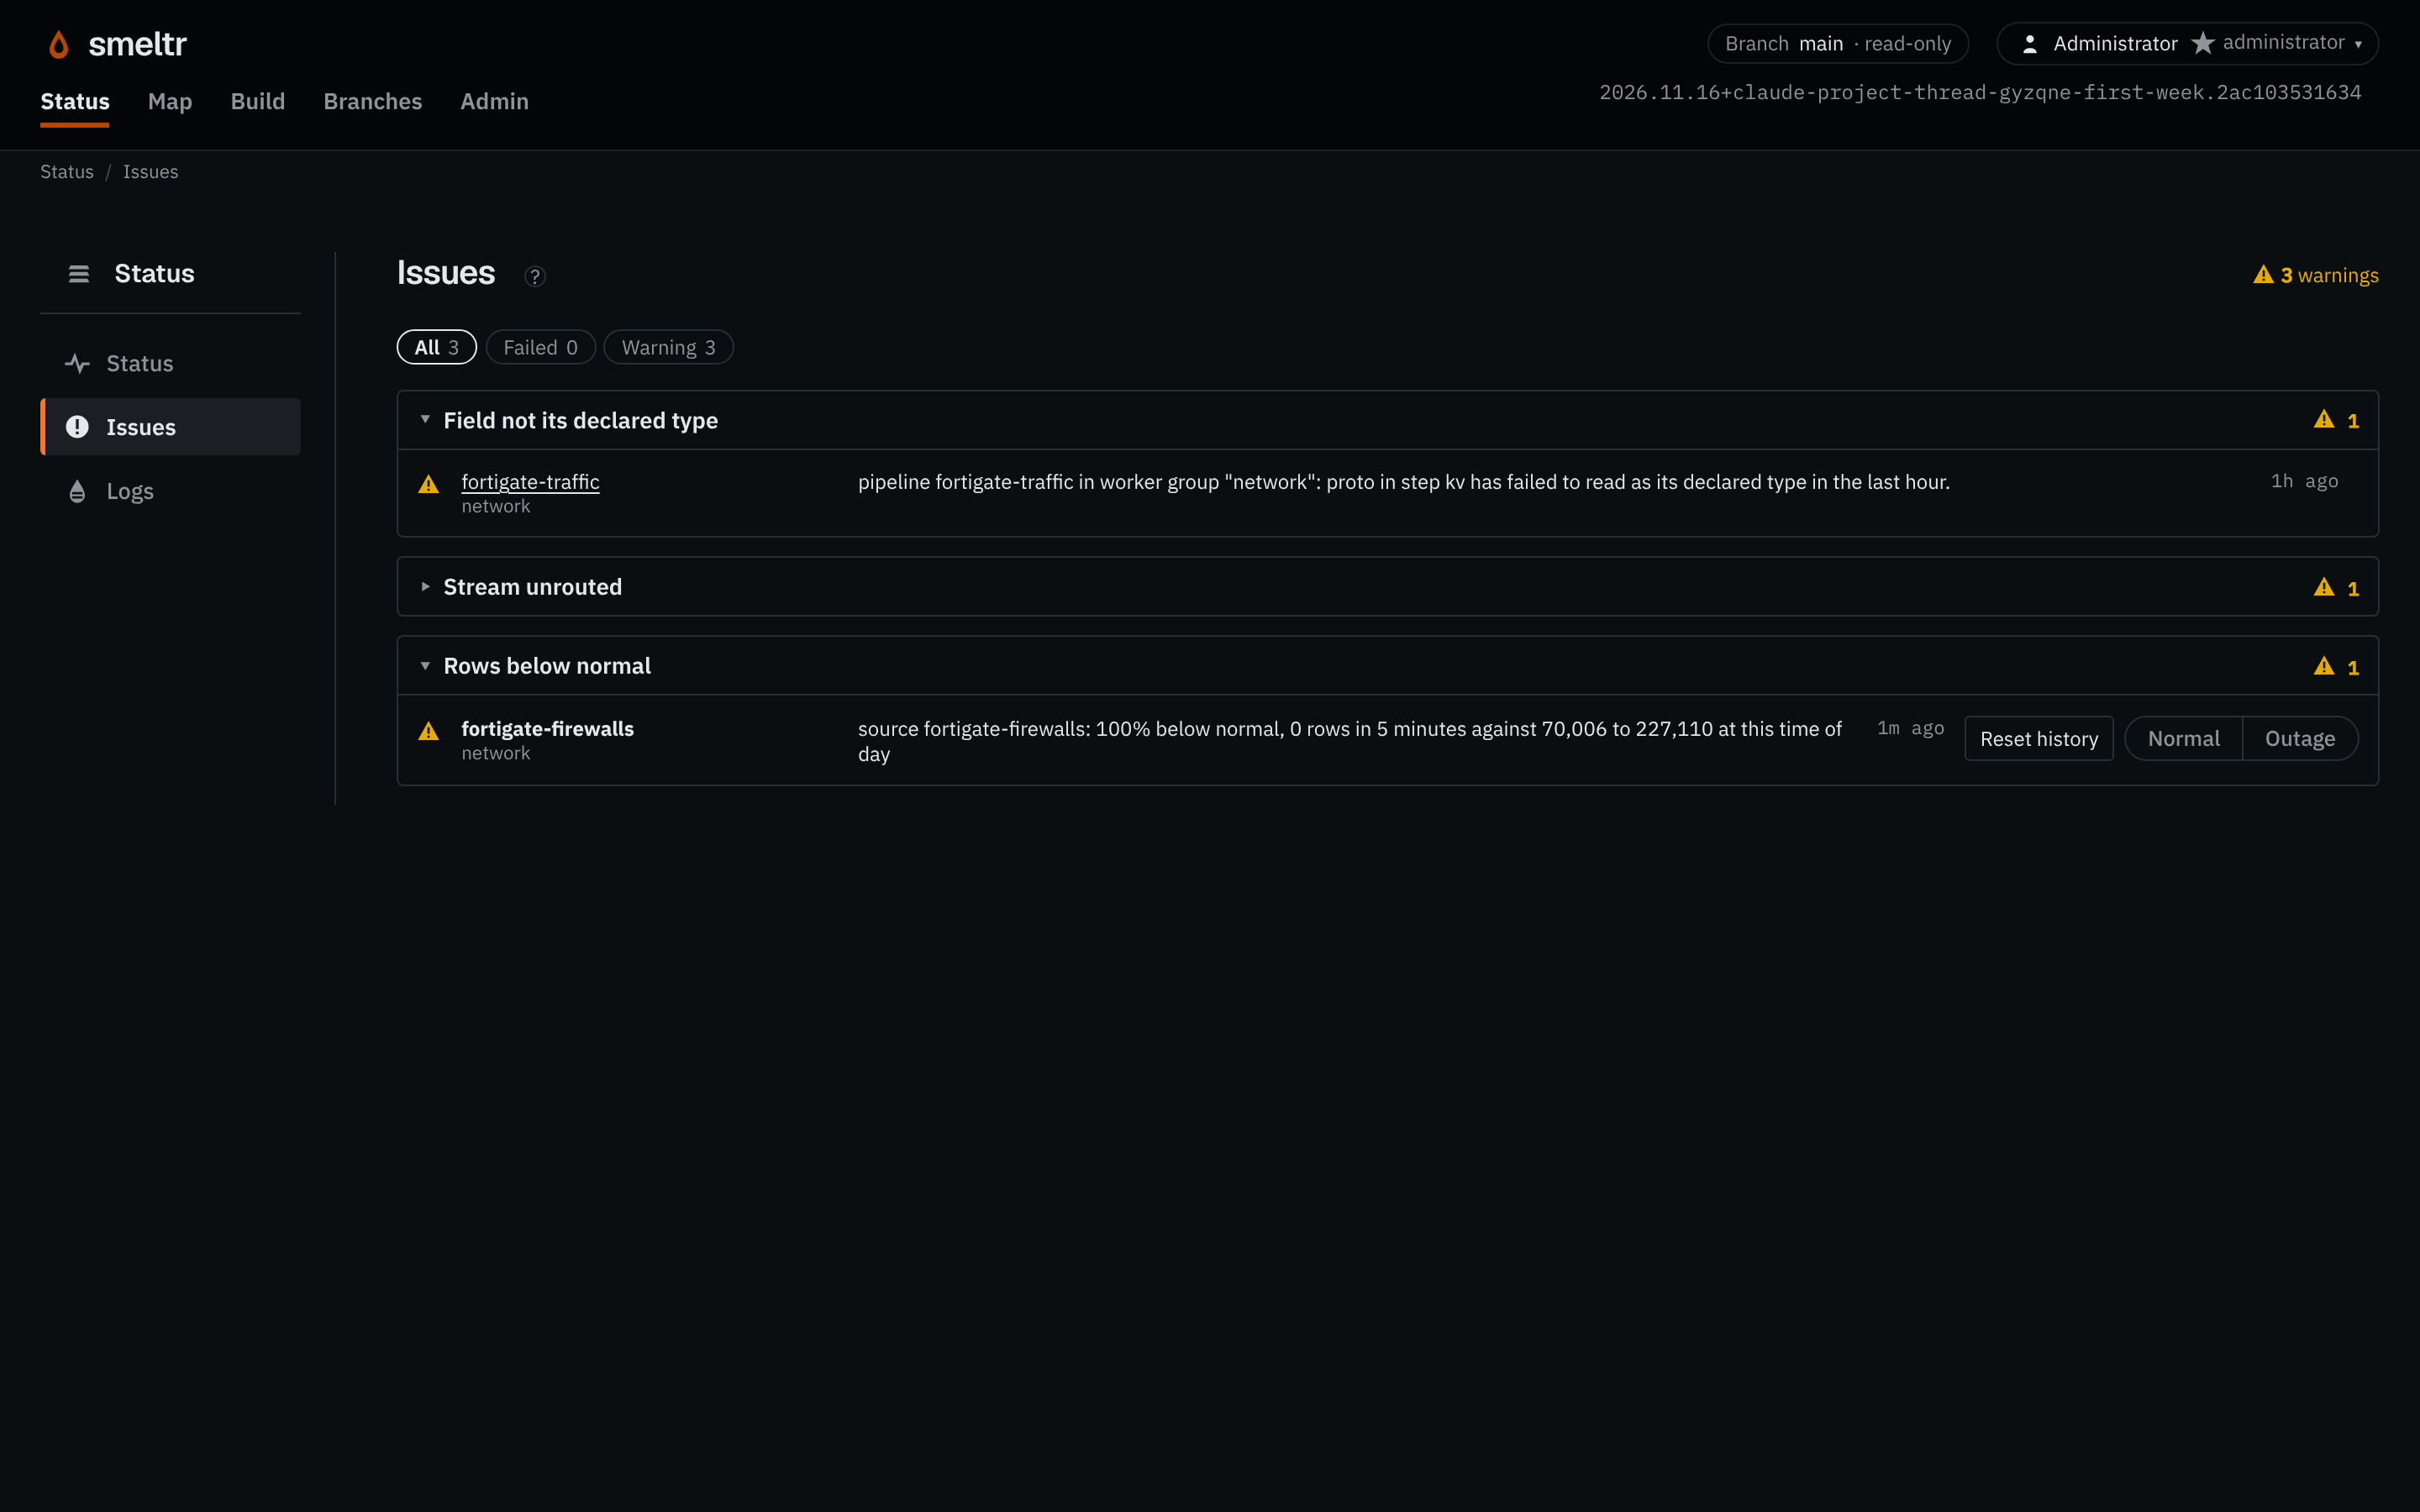 smeltr
Branch main · read-only
Administrator ★ administrator ▾
Status Map Build Branches Admin
2026.11.16+claude-project-thread-gyzqne-first-week.2ac103531634
Status / Issues
Status
Status
Issues
Logs
Issues ?
3 warnings
All 3
Failed 0
Warning 3
Field not its declared type
1
fortigate-traffic
network
pipeline fortigate-traffic in worker group "network": proto in step kv has failed to read as its declared type in the last hour.
1h ago
Stream unrouted
1
Rows below normal
1
fortigate-firewalls
network
source fortigate-firewalls: 100% below normal, 0 rows in 5 minutes against 70,006 to 227,110 at this time of
day
1m ago
Reset history
Normal
Outage